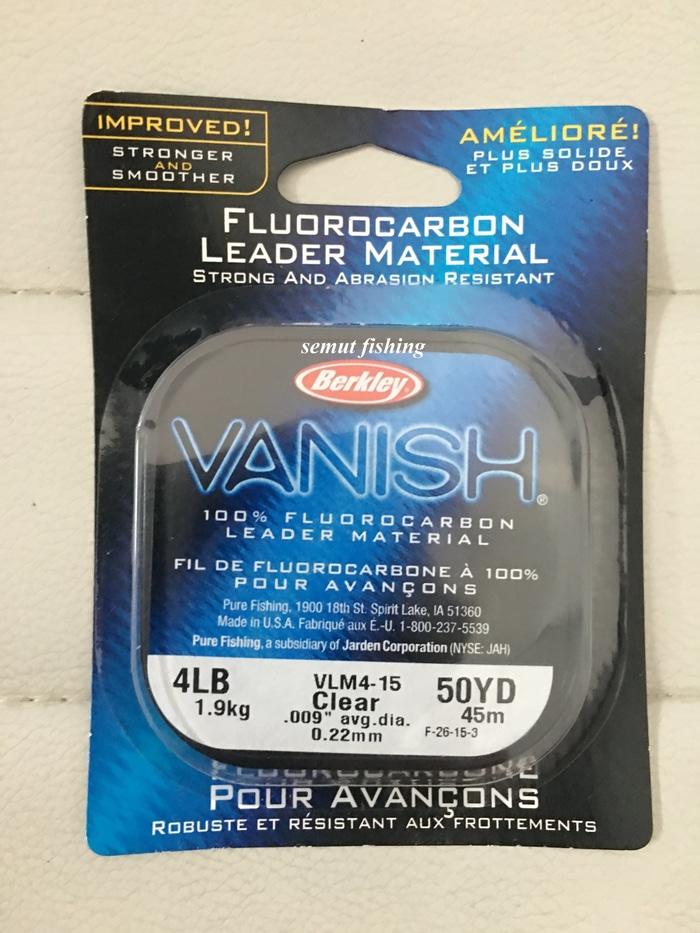 IMPROVED!
STRONGER
AND
SMOOTHER
AMÉLIORÉ!
PLUS SOLIDE
ET PLUS DOUX
FLUOROCARBON
LEADER MATERIAL
STRONG AND ABRASION RESISTANT
semut fishing
Berkley
VANISH®
100% FLUOROCARBON
LEADER MATERIAL
FIL DE FLUOROCARBONE À 100%
POUR AVANÇONS
Pure Fishing, 1900 18th St. Spirit Lake, IA 51360
Made in U.S.A. Fabriqué aux É.-U. 1-800-237-5539
Pure Fishing, a subsidiary of Jarden Corporation (NYSE: JAH)
4LB
1.9kg
VLM4-15
Clear
.009" avg.dia.
0.22mm
50YD
45m
F-26-15-3
FLUOROCARBONE
POUR AVANÇONS
ROBUSTE ET RÉSISTANT AUX FROTTEMENTS